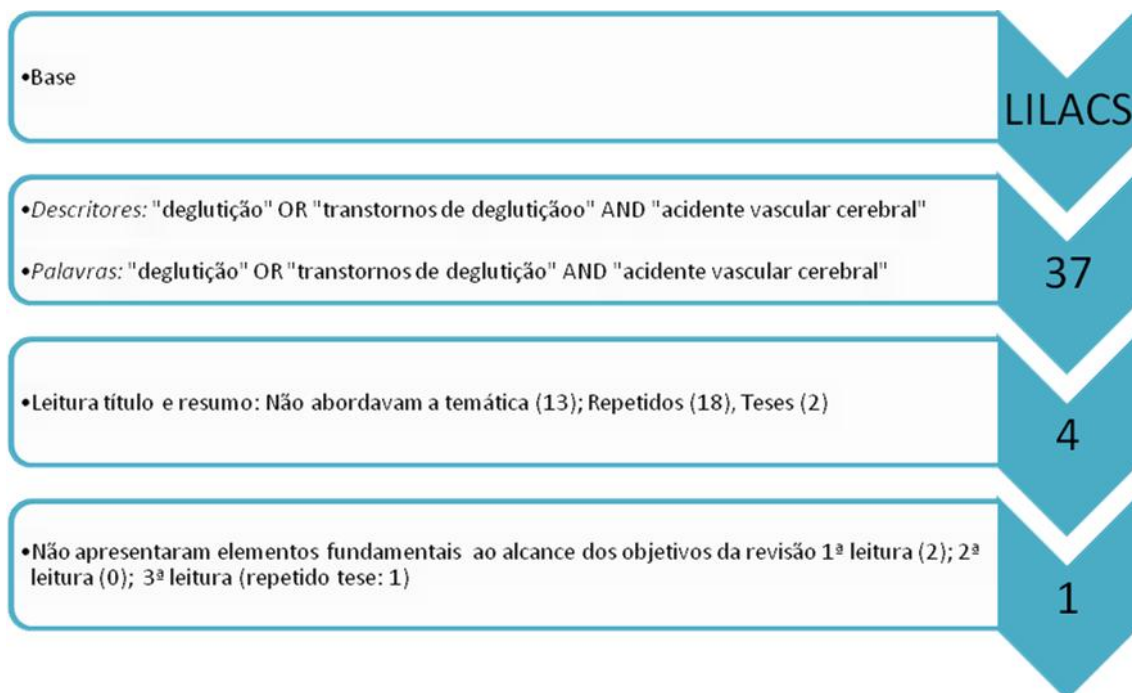 •Base
LILACS
•Descritores: "deglutição" OR "transtornos de deglutiçãoo" AND "acidente vascular cerebral"
•Palavras: "deglutição" OR "transtornos de deglutição" AND "acidente vascular cerebral"
37
•Leitura título e resumo: Não abordavam a temática (13); Repetidos (18), Teses (2)
4
•Não apresentaram elementos fundamentais ao alcance dos objetivos da revisão 1ª leitura (2); 2ª
leitura (0); 3ª leitura (repetido tese: 1)
1